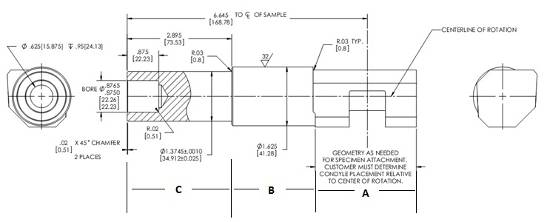 6.645 TO ℄ OF SAMPLE
[168.78]
2.895
[73.53]
Ø .625(15.875) ↧ .95(24.13)
.875
[22.23]
R.03
[0.8]
32
R.03 TYP.
[0.8]
CENTERLINE OF ROTATION
BORE Ø .8765
.8750
[22.26]
[22.23]
.02 X 45° CHAMFER
[0.51]
2 PLACES
R.02
[0.51]
Ø1.3745±.0010
[34.912±0.025]
Ø1.625
[41.28]
GEOMETRY AS NEEDED
FOR SPECIMEN ATTACHMENT.
CUSTOMER MUST DETERMINE
CONDYLE PLACEMENT RELATIVE
TO CENTER OF ROTATION.
C
B
A